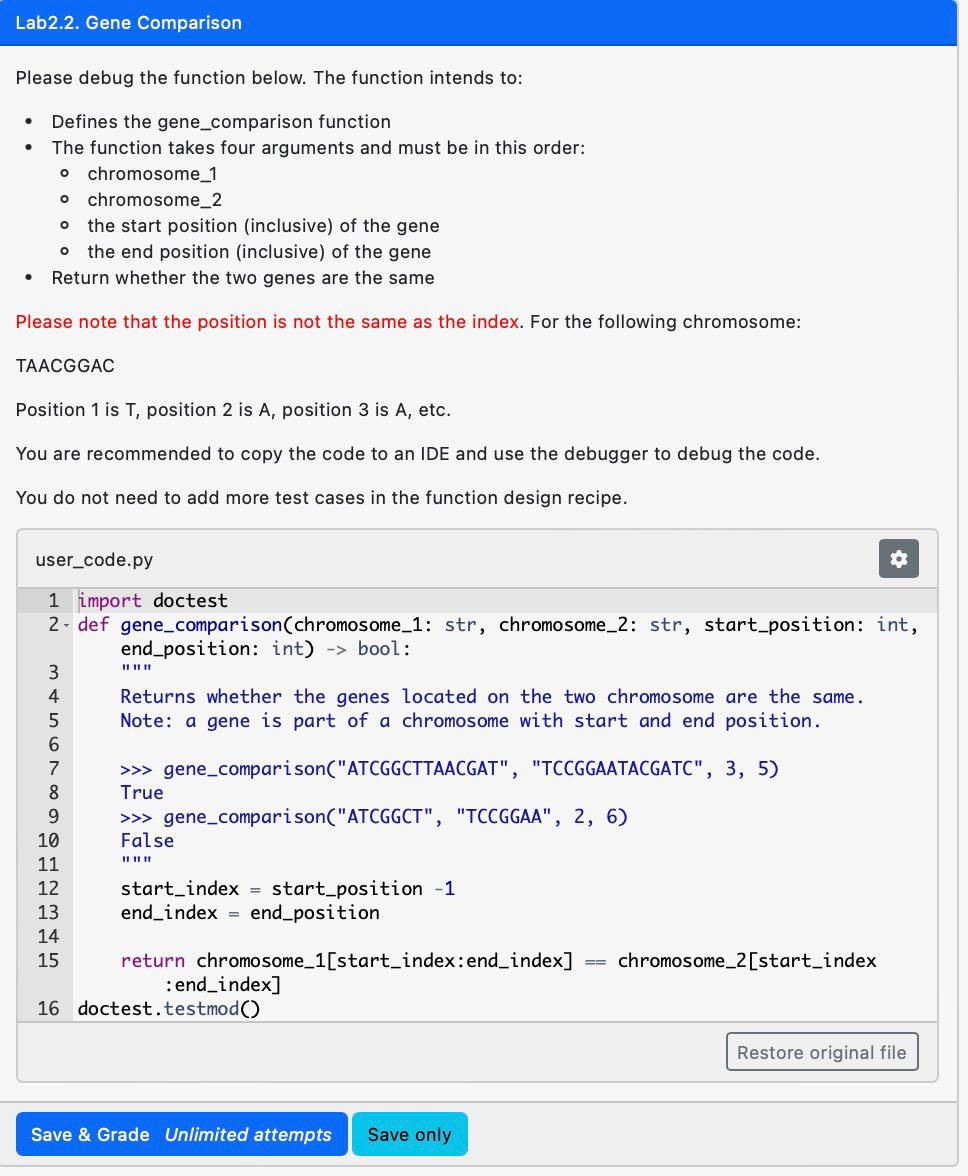 Lab2.2. Gene Comparison
Please debug the function below. The function intends to:
• Defines the gene_comparison function
• The function takes four arguments and must be in this order:
○ chromosome_1
○ chromosome_2
○ the start position (inclusive) of the gene
○ the end position (inclusive) of the gene
• Return whether the two genes are the same
Please note that the position is not the same as the index. For the following chromosome:
TAACGGAC
Position 1 is T, position 2 is A, position 3 is A, etc.
You are recommended to copy the code to an IDE and use the debugger to debug the code.
You do not need to add more test cases in the function design recipe.
user_code.py
1 import doctest
2 def gene_comparison(chromosome_1: str, chromosome_2: str, start_position: int,
end_position: int) -> bool:
3 """
4 Returns whether the genes located on the two chromosome are the same.
5 Note: a gene is part of a chromosome with start and end position.
6
7 >>> gene_comparison("ATCGGCTTAACGAT", "TCCGGAATACGATC", 3, 5)
8 True
9 >>> gene_comparison("ATCGGCT", "TCCGGAA", 2, 6)
10 False
11 """
12 start_index = start_position -1
13 end_index = end_position
14
15 return chromosome_1[start_index:end_index] == chromosome_2[start_index
:end_index]
16 doctest.testmod()
Restore original file
Save & Grade Unlimited attempts Save only